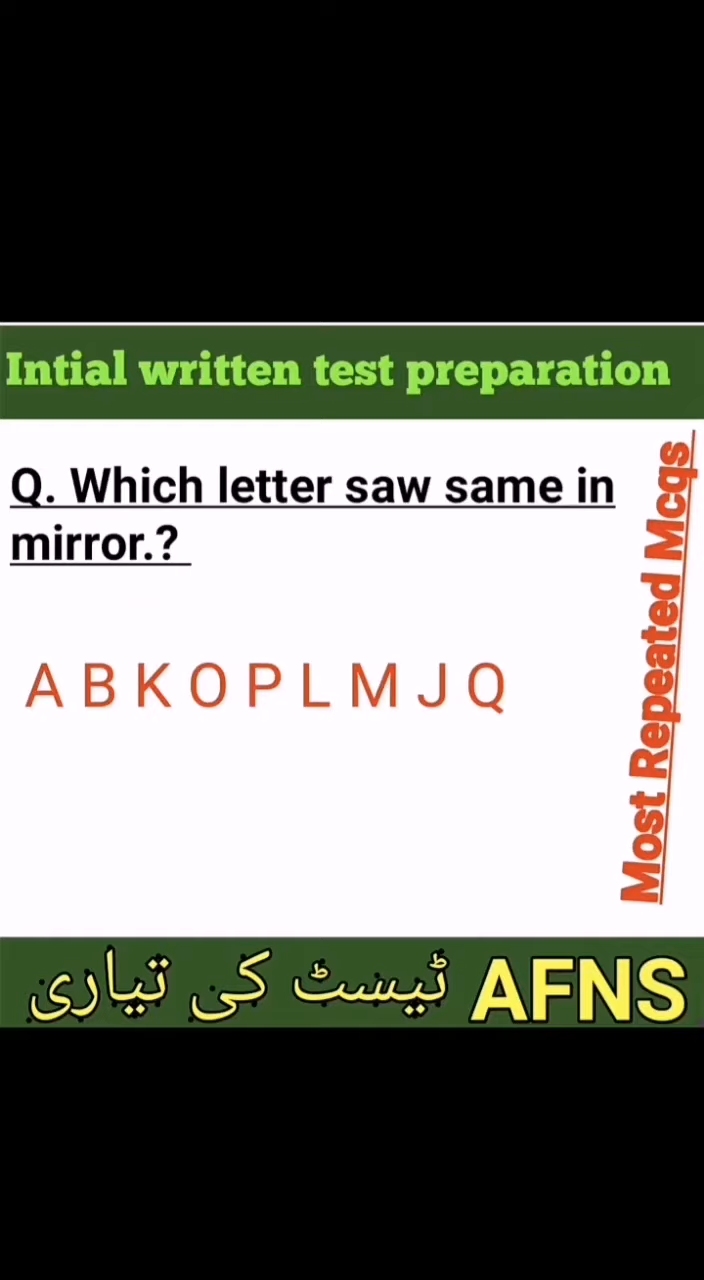 Intial written test preparation
Q. Which letter saw same in
mirror.?
A B K O P L M J Q
Most Repeated Mcqs
AFNS ٹیسٹ کی تیاری